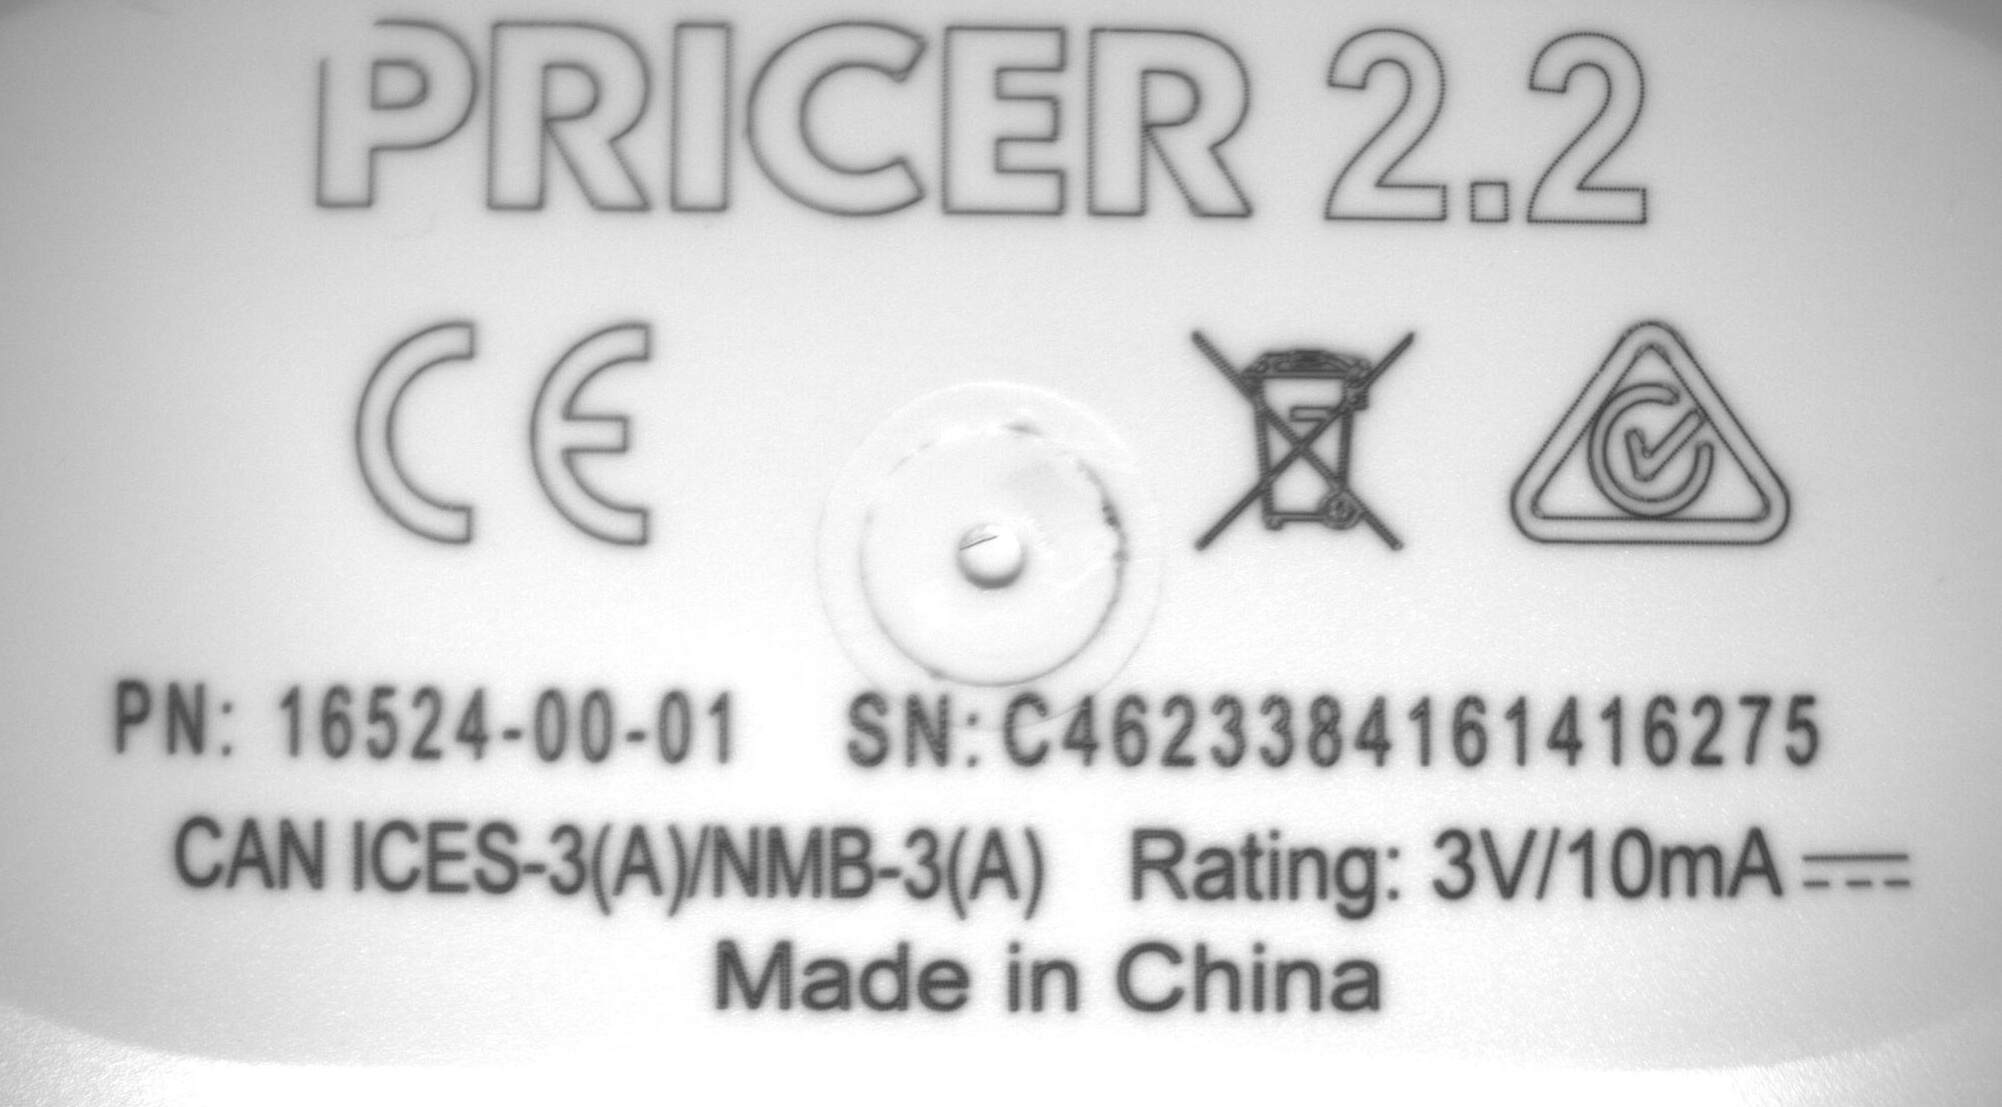 PRICER 2.2
CE
PN: 16524-00-01 SN: C4623384161416275
CAN ICES-3(A)/NMB-3(A) Rating: 3V/10mA
Made in China